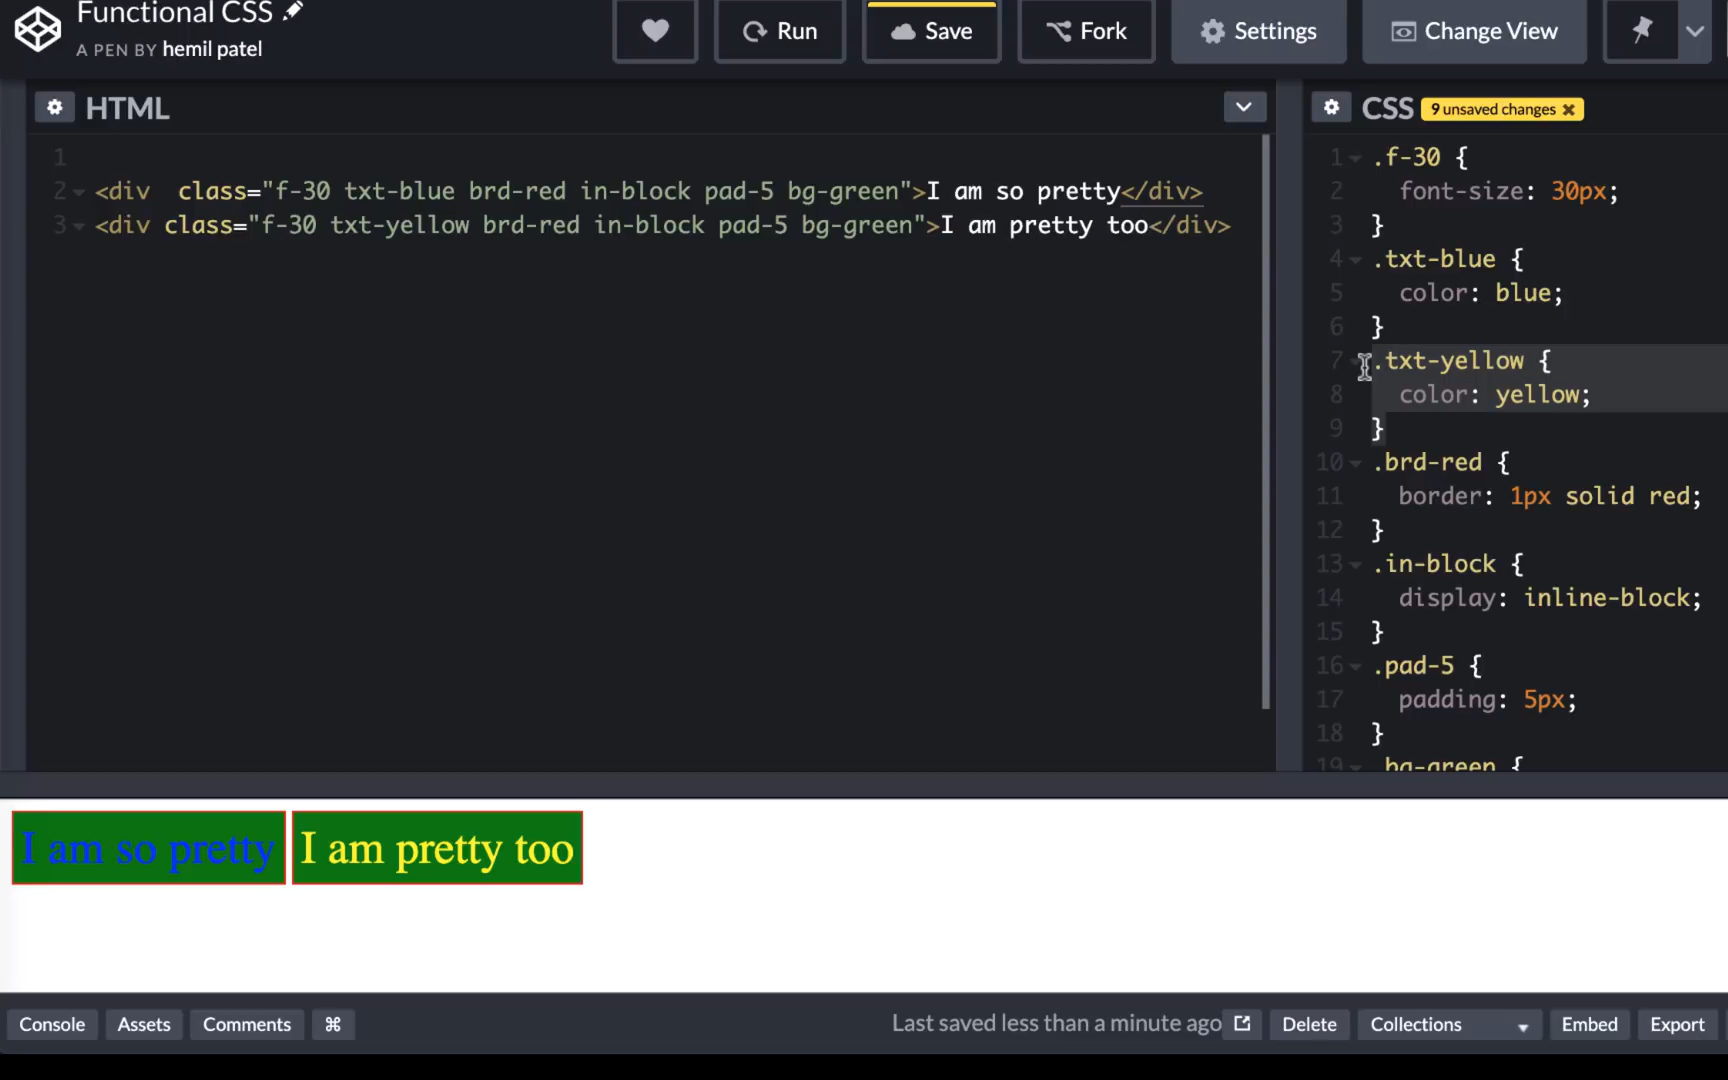 Functional CSS
A PEN BY hemil patel
Run
Save
Fork
Settings
Change View
HTML
1
2 <div  class="f-30 txt-blue brd-red in-block pad-5 bg-green">I am so pretty</div>
3 <div class="f-30 txt-yellow brd-red in-block pad-5 bg-green">I am pretty too</div>
CSS 9 unsaved changes ×
1 .f-30 {
2 font-size: 30px;
3 }
4 .txt-blue {
5 color: blue;
6 }
7 .txt-yellow {
8 color: yellow;
9 }
10 .brd-red {
11 border: 1px solid red;
12 }
13 .in-block {
14 display: inline-block;
15 }
16 .pad-5 {
17 padding: 5px;
18 }
19 .bg-green {
I am so pretty
I am pretty too
Console
Assets
Comments
⌘
Last saved less than a minute ago
Delete
Collections
Embed
Export